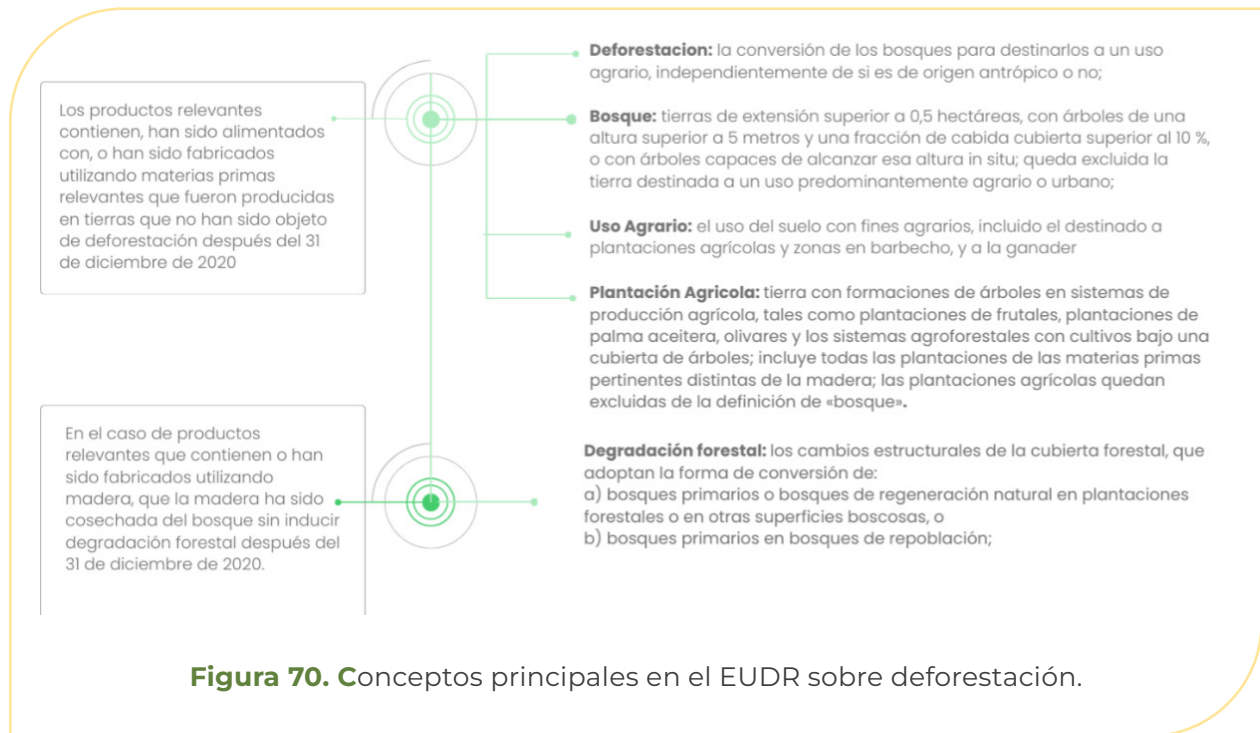 Los productos relevantes
contienen, han sido alimentados
con, o han sido fabricados
utilizando materias primas
relevantes que fueron producidas
en tierras que no han sido objeto
de deforestación después del 31
de diciembre de 2020
Deforestacion: la conversión de los bosques para destinarlos a un uso
agrario, independientemente de si es de origen antrópico o no;
Bosque: tierras de extensión superior a 0,5 hectáreas, con árboles de una
altura superior a 5 metros y una fracción de cabida cubierta superior al 10 %,
o con árboles capaces de alcanzar esa altura in situ; queda excluida la
tierra destinada a un uso predominantemente agrario o urbano;
Uso Agrario: el uso del suelo con fines agrarios, incluido el destinado a
plantaciones agrícolas y zonas en barbecho, y a la ganader
Plantación Agricola: tierra con formaciones de árboles en sistemas de
producción agrícola, tales como plantaciones de frutales, plantaciones de
palma aceitera, olivares y los sistemas agroforestales con cultivos bajo una
cubierta de árboles; incluye todas las plantaciones de las materias primas
pertinentes distintas de la madera; las plantaciones agrícolas quedan
excluidas de la definición de «bosque».
En el caso de productos
relevantes que contienen o han
sido fabricados utilizando
madera, que la madera ha sido
cosechada del bosque sin inducir
degradación forestal después del
31 de diciembre de 2020.
Degradación forestal: los cambios estructurales de la cubierta forestal, que
adoptan la forma de conversión de:
a) bosques primarios o bosques de regeneración natural en plantaciones
forestales o en otras superficies boscosas, o
b) bosques primarios en bosques de repoblación;
Figura 70. Conceptos principales en el EUDR sobre deforestación.